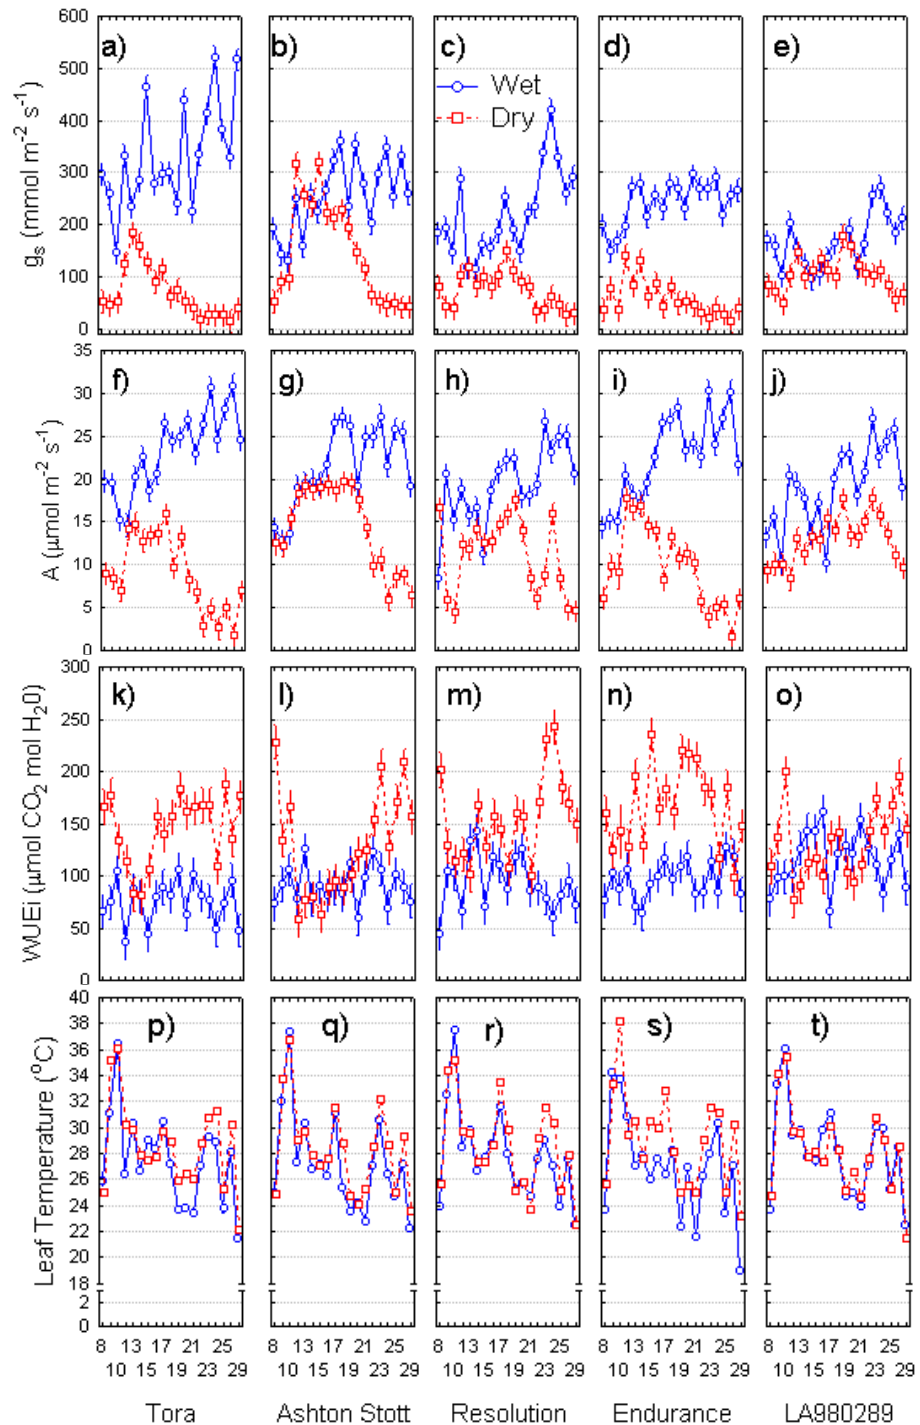 a) b) c) d) e)
Wet
Dry
600
500
400
300
200
100
0
g_s (mmol m⁻² s⁻¹)
f) g) h) i) j)
35
30
25
20
15
10
5
0
A (µmol m⁻² s⁻¹)
k) l) m) n) o)
300
250
200
150
100
50
0
WUEi (µmol CO₂ mol H₂0)
p) q) r) s) t)
40
38
36
34
32
30
28
26
24
22
20
18
2
0
Leaf Temperature (°C)
8 13 17 21 25 8 13 17 21 25 8 13 17 21 25 8 13 17 21 25 8 13 17 21 25
10 15 19 23 29 10 15 19 23 29 10 15 19 23 29 10 15 19 23 29 10 15 19 23 29
Tora Ashton Stott Resolution Endurance LA980289